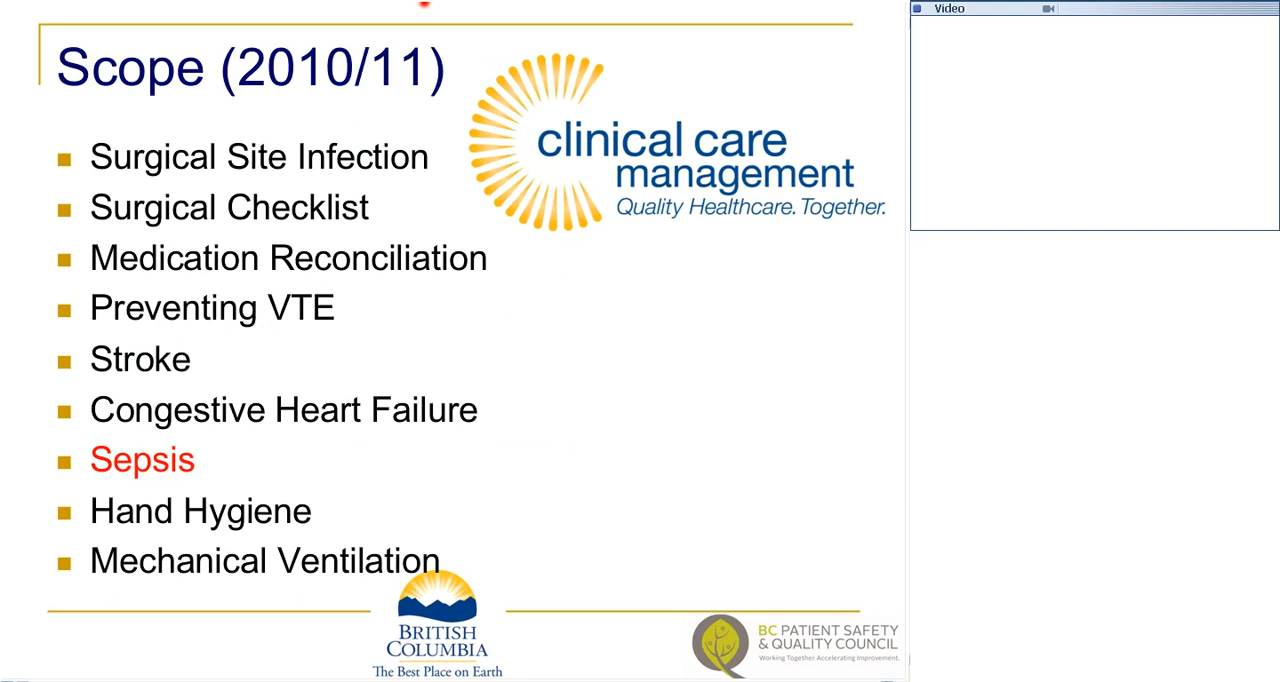 Video
Scope (2010/11)
clinical care
management
Quality Healthcare. Together.
Surgical Site Infection
Surgical Checklist
Medication Reconciliation
Preventing VTE
Stroke
Congestive Heart Failure
Sepsis
Hand Hygiene
Mechanical Ventilation
BRITISH
COLUMBIA
The Best Place on Earth
BC PATIENT SAFETY
& QUALITY COUNCIL
Working Together. Accelerating Improvement.